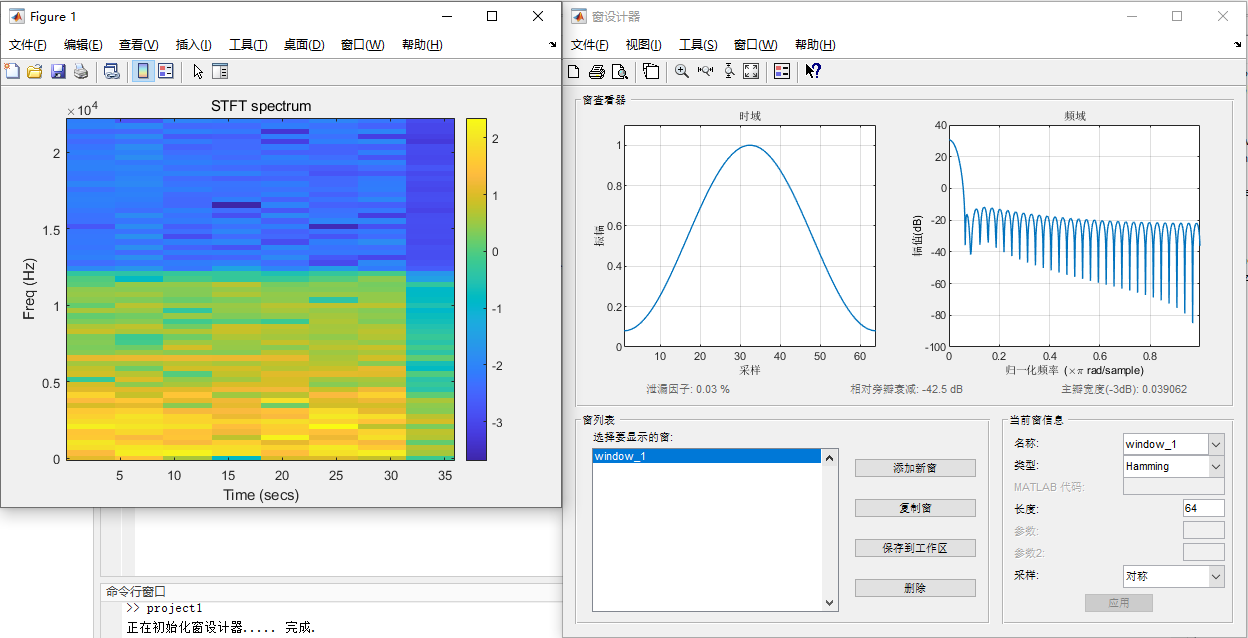 Figure 1
文件(F) 编辑(E) 查看(V) 插入(I) 工具(T) 桌面(D) 窗口(W) 帮助(H)
STFT spectrum
×10^4
2
1.5
1
0.5
0
Freq (Hz)
5 10 15 20 25 30 35
Time (secs)
2
1
0
-1
-2
-3
命令行窗口
>> project1
正在初始化窗设计器..... 完成.
窗设计器
文件(F) 视图(I) 工具(S) 窗口(W) 帮助(H)
窗查看器
时域
1
0.8
0.6
0.4
0.2
0
振幅
10 20 30 40 50 60
采样
频域
40
20
0
-20
-40
-60
-80
-100
幅值(dB)
0 0.2 0.4 0.6 0.8
归一化频率 (×π rad/sample)
泄漏因子: 0.03 % 相对旁瓣衰减: -42.5 dB 主瓣宽度(-3dB): 0.039062
窗列表
选择要显示的窗:
window_1
添加新窗
复制窗
保存到工作区
删除
当前窗信息
名称: window_1
类型: Hamming
MATLAB 代码:
长度: 64
参数:
参数2:
采样: 对称
应用